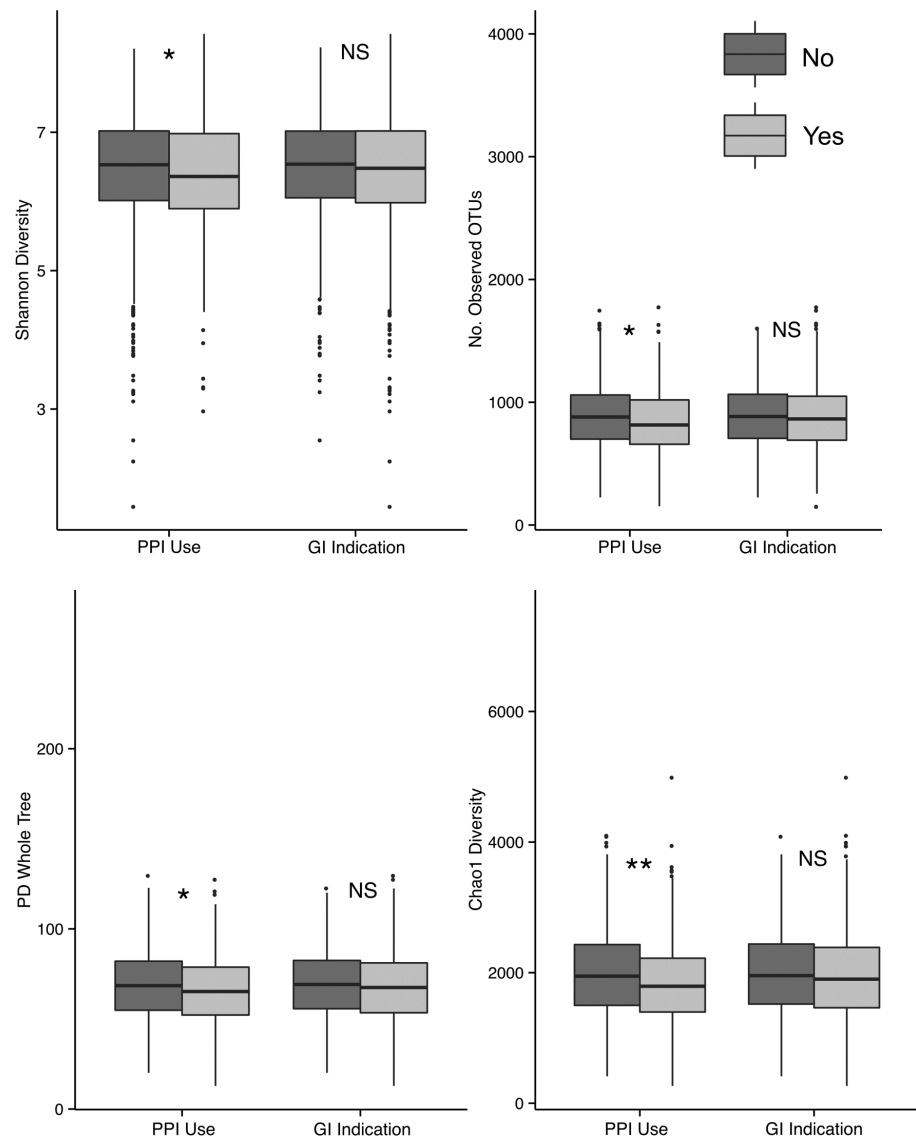 *
NS
7
5
3
Shannon Diversity
PPI Use
GI Indication
No
Yes
4000
3000
2000
1000
0
No. Observed OTUs
*
NS
PPI Use
GI Indication
200
100
0
PD Whole Tree
*
NS
PPI Use
GI Indication
6000
4000
2000
0
Chao1 Diversity
**
NS
PPI Use
GI Indication